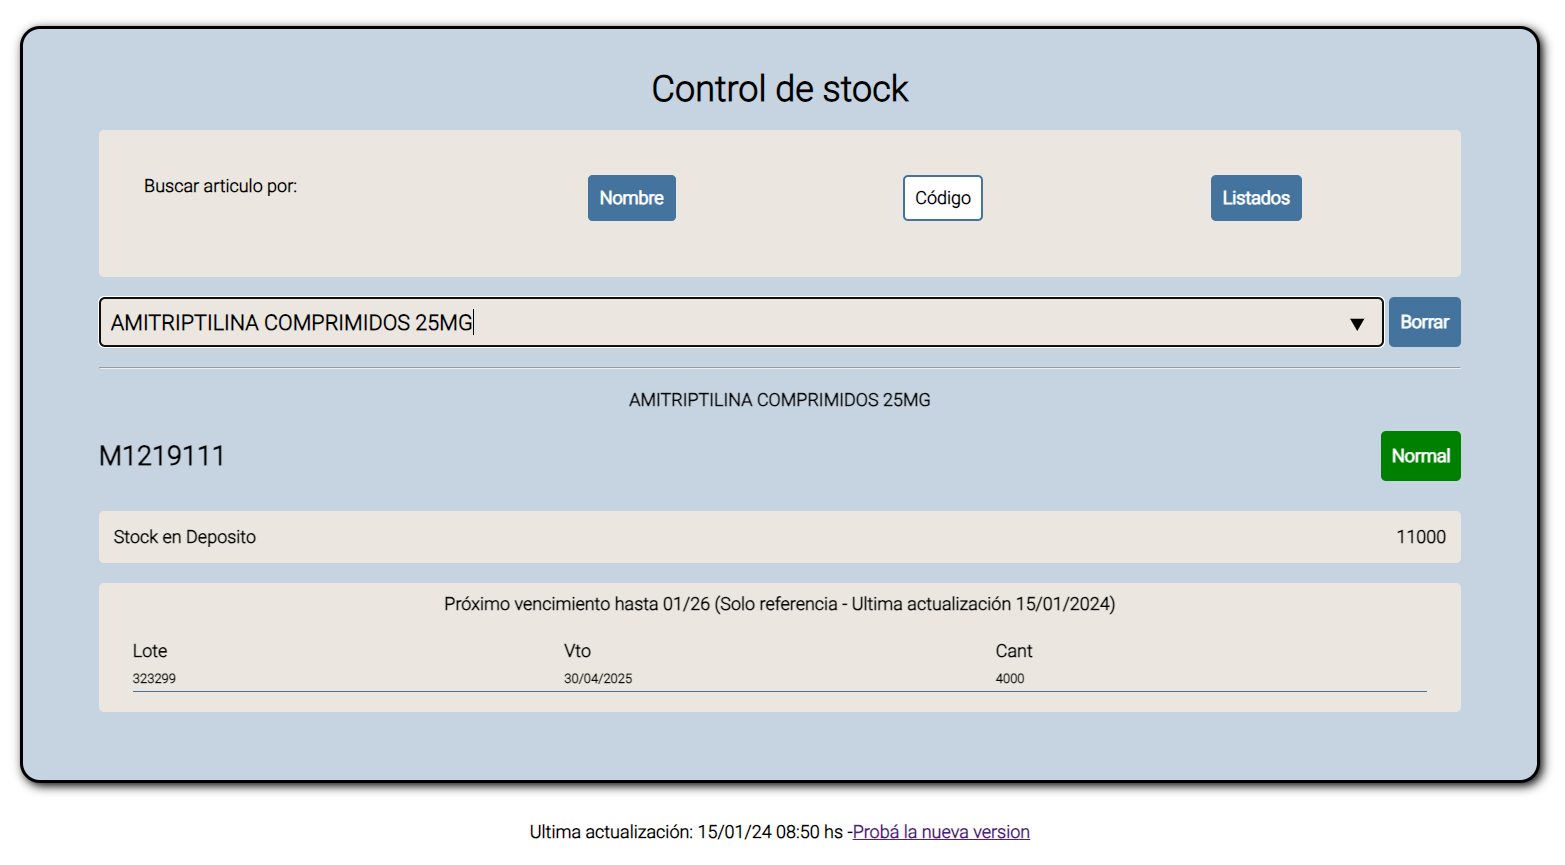 Control de stock
Buscar articulo por:
Nombre
Código
Listados
AMITRIPTILINA COMPRIMIDOS 25MG
▼
Borrar
AMITRIPTILINA COMPRIMIDOS 25MG
M1219111
Normal
Stock en Deposito
11000
Próximo vencimiento hasta 01/26 (Solo referencia - Ultima actualización 15/01/2024)
Lote Vto Cant
323299 30/04/2025 4000
Ultima actualización: 15/01/24 08:50 hs -Probá la nueva version